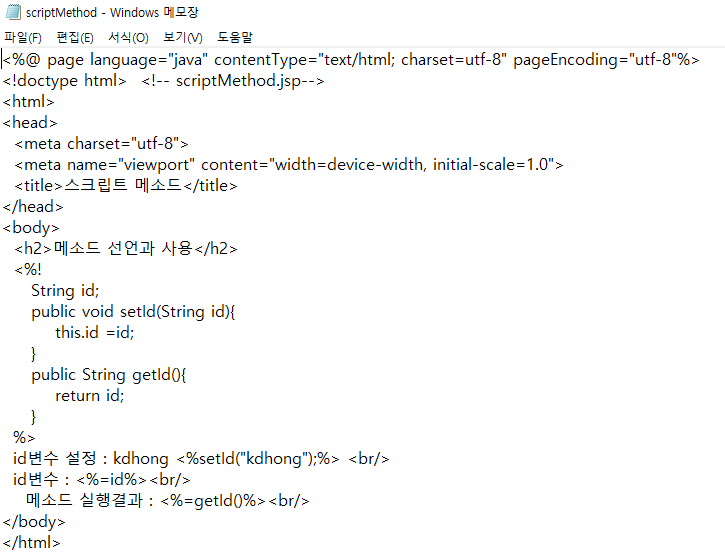 scriptMethod - Windows 메모장
파일(F) 편집(E) 서식(O) 보기(V) 도움말
<%@ page language="java" contentType="text/html; charset=utf-8" pageEncoding="utf-8"%>
<!doctype html>   <!-- scriptMethod.jsp-->
<html>
<head>
  <meta charset="utf-8">
  <meta name="viewport" content="width=device-width, initial-scale=1.0">
  <title>스크립트 메소드</title>
</head>
<body>
  <h2>메소드 선언과 사용</h2>
  <%!
     String id;
     public void setId(String id){
         this.id =id;
     }
     public String getId(){
         return id;
     }
  %>
  id변수 설정 : kdhong <%setId("kdhong");%>  <br/>
  id변수 : <%=id%><br/>
    메소드 실행결과 : <%=getId()%><br/>
</body>
</html>